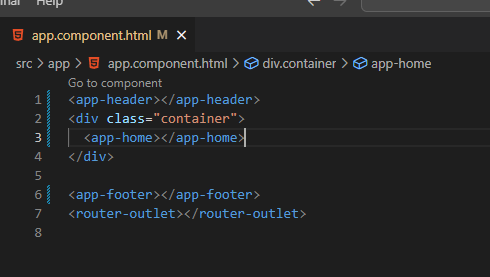 Help
app.component.html M
src > app > app.component.html > div.container > app-home
Go to component
1 <app-header></app-header>
2 <div class="container">
3 <app-home></app-home>
4 </div>
5
6 <app-footer></app-footer>
7 <router-outlet></router-outlet>
8